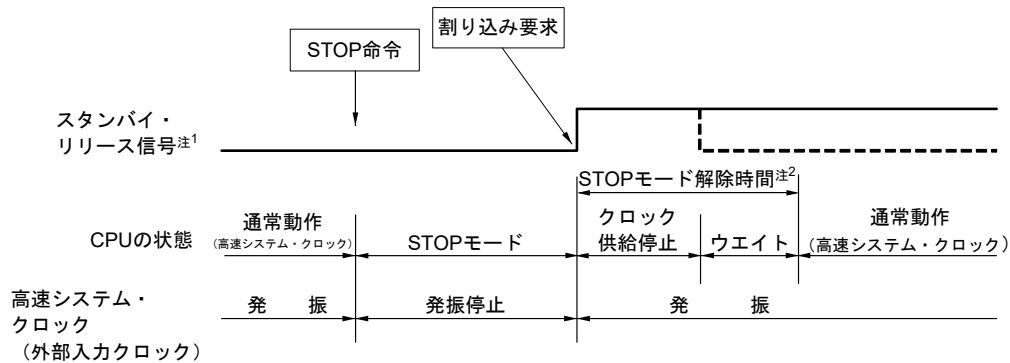 STOP命令
割り込み要求
スタンバイ・
リリース信号注1
STOPモード解除時間注2
CPUの状態
通常動作
(高速システム・クロック)
STOPモード
クロック
供給停止
ウエイト
通常動作
(高速システム・クロック)
高速システム・
クロック
(外部入力クロック)
発 振
発振停止
発 振